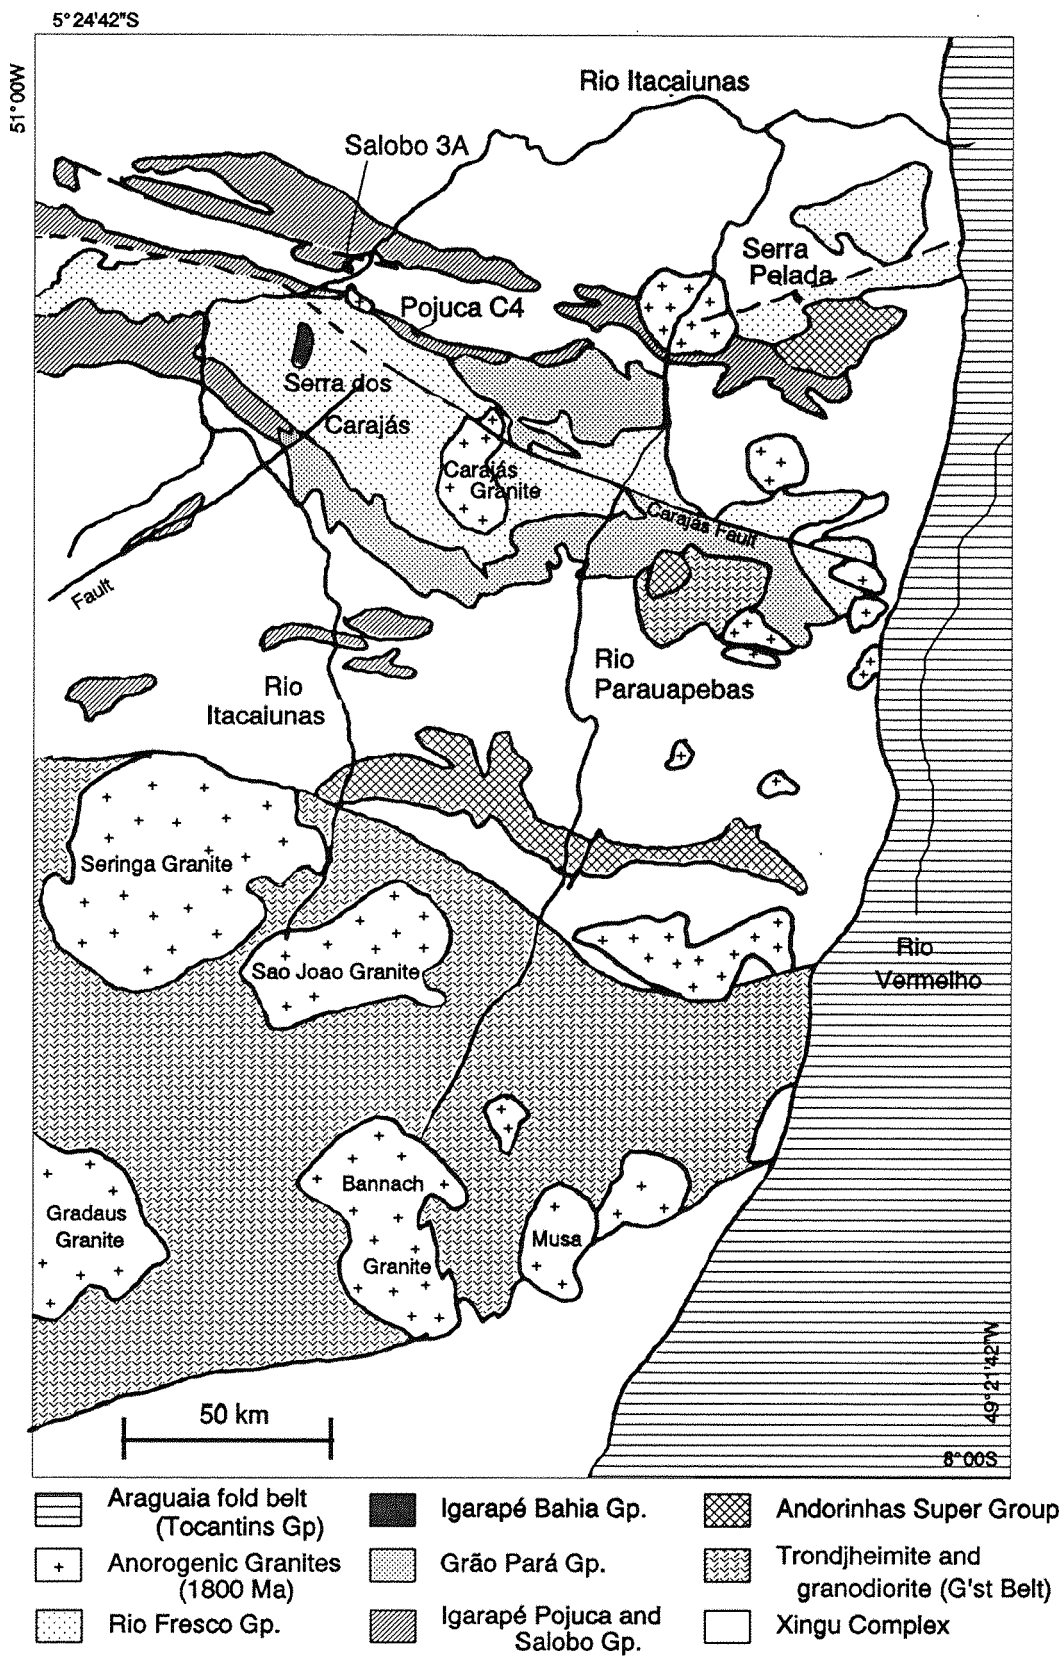 5°24'42"S
51°00W
Rio Itacaiunas
Salobo 3A
Serra
Pelada
Pojuca C4
Serra dos
Carajás
Carajás
Granite
Carajás Fault
Fault
Rio
Parauapebas
Rio
Itacaiunas
Seringa Granite
Sao Joao Granite
Rio
Vermelho
Bannach
Granite
Gradaus
Granite
Musa
49°21'42"W
50 km
8°00S
Araguaia fold belt
(Tocantins Gp)
Anorogenic Granites
(1800 Ma)
Rio Fresco Gp.
Igarapé Bahia Gp.
Grão Pará Gp.
Igarapé Pojuca and
Salobo Gp.
Andorinhas Super Group
Trondjheimite and
granodiorite (G'st Belt)
Xingu Complex